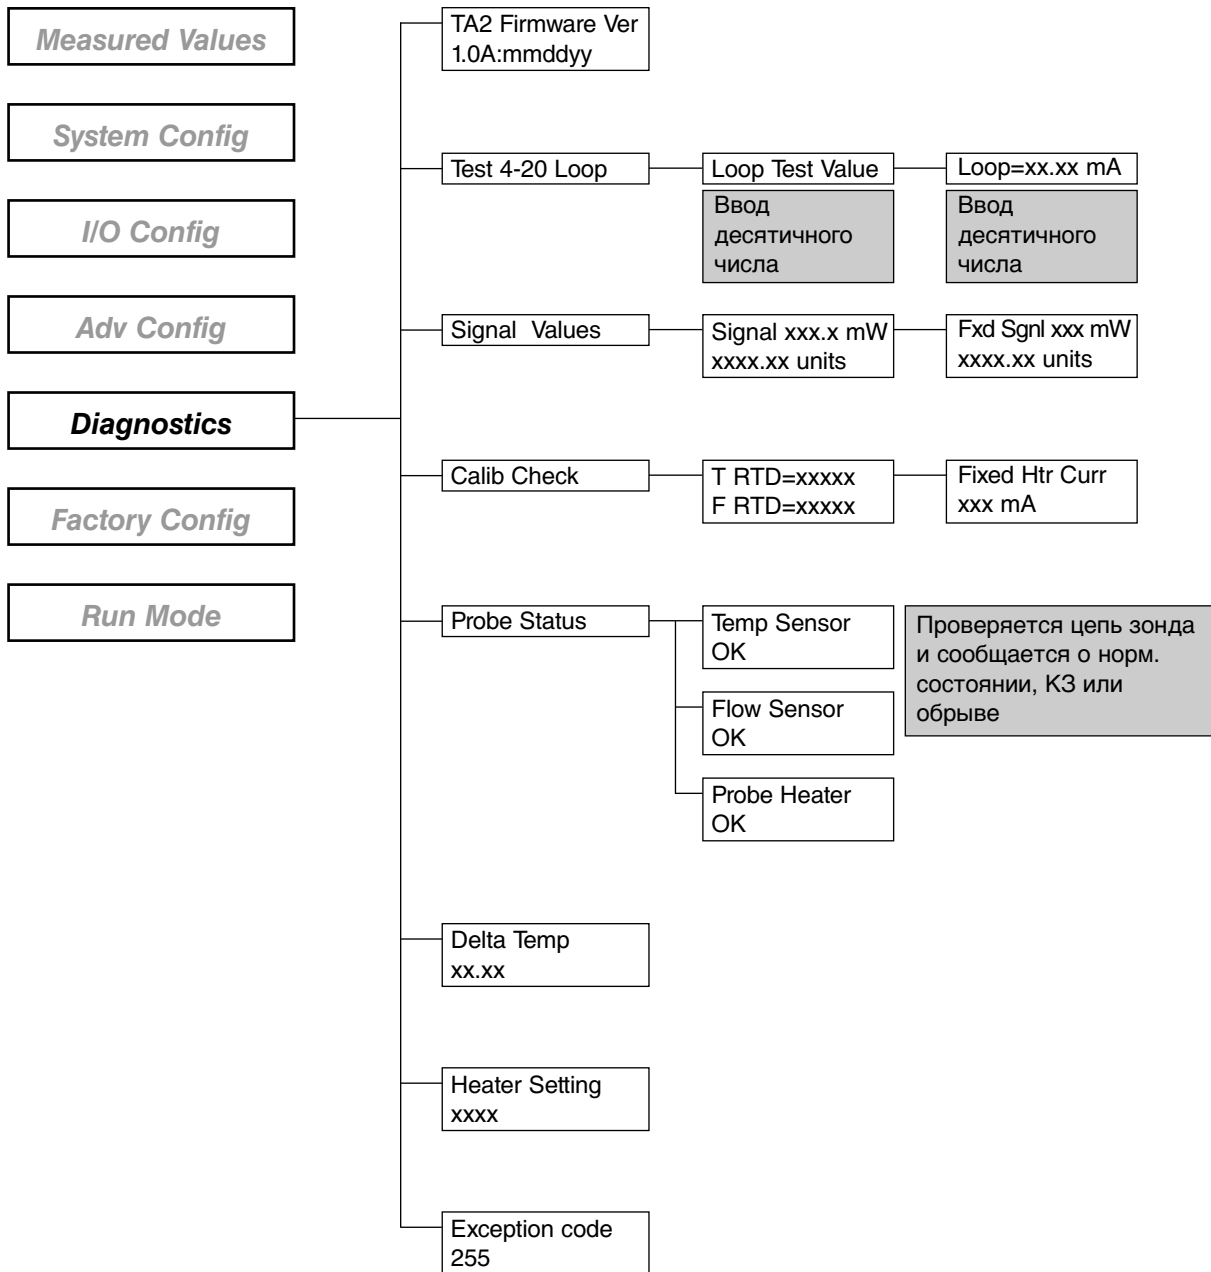 Measured Values
System Config
I/O Config
Adv Config
Diagnostics
Factory Config
Run Mode
TA2 Firmware Ver
1.0A:mmddyy
Test 4-20 Loop
Loop Test Value
Ввод
десятичного
числа
Loop=xx.xx mA
Ввод
десятичного
числа
Signal Values
Signal xxx.x mW
xxxx.xx units
Fxd Sgnl xxx mW
xxxx.xx units
Calib Check
T RTD=xxxxx
F RTD=xxxxx
Fixed Htr Curr
xxx mA
Probe Status
Temp Sensor
OK
Flow Sensor
OK
Probe Heater
OK
Проверяется цепь зонда
и сообщается о норм.
состоянии, КЗ или
обрыве
Delta Temp
xx.xx
Heater Setting
xxxx
Exception code
255